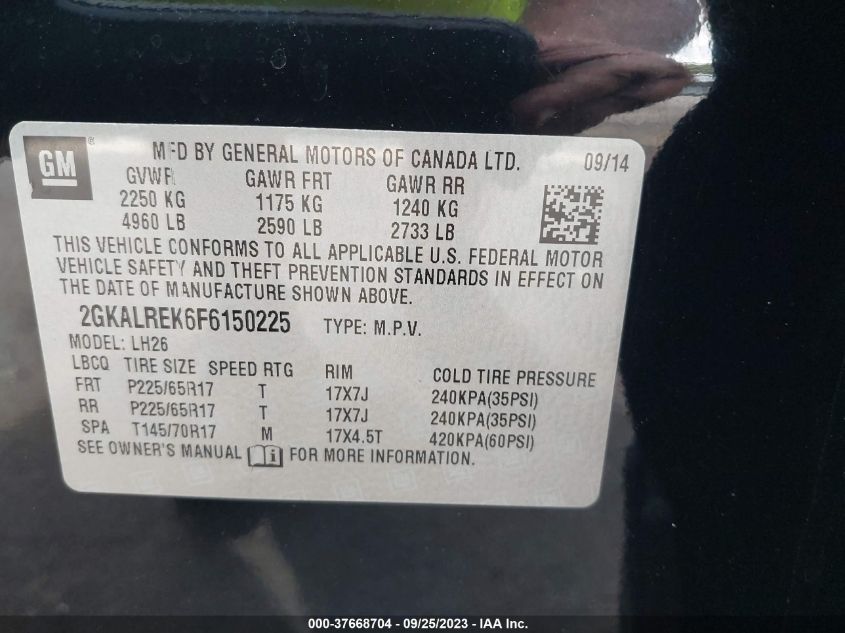 GM ® MFD BY GENERAL MOTORS OF CANADA LTD. 09/14
GVWR GAWR FRT GAWR RR
2250 KG 1175 KG 1240 KG
4960 LB 2590 LB 2733 LB
THIS VEHICLE CONFORMS TO ALL APPLICABLE U.S. FEDERAL MOTOR
VEHICLE SAFETY AND THEFT PREVENTION STANDARDS IN EFFECT ON
THE DATE OF MANUFACTURE SHOWN ABOVE.
2GKALREK6F6150225 TYPE: M.P.V.
MODEL: LH26
LBCQ TIRE SIZE SPEED RTG RIM COLD TIRE PRESSURE
FRT P225/65R17 T 17X7J 240KPA(35PSI)
RR P225/65R17 T 17X7J 240KPA(35PSI)
SPA T145/70R17 M 17X4.5T 420KPA(60PSI)
SEE OWNER'S MANUAL i FOR MORE INFORMATION.
000-37668704 - 09/25/2023 - IAA Inc.